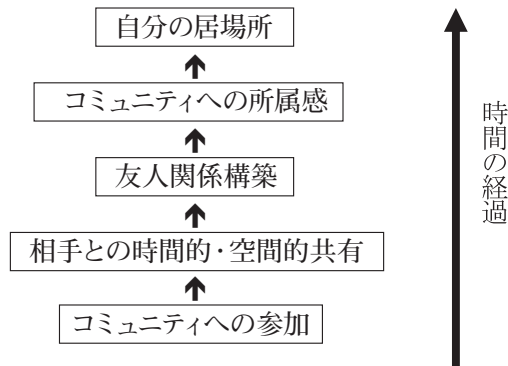 自分の居場所
コミュニティへの所属感
友人関係構築
相手との時間的・空間的共有
コミュニティへの参加
時間の経過